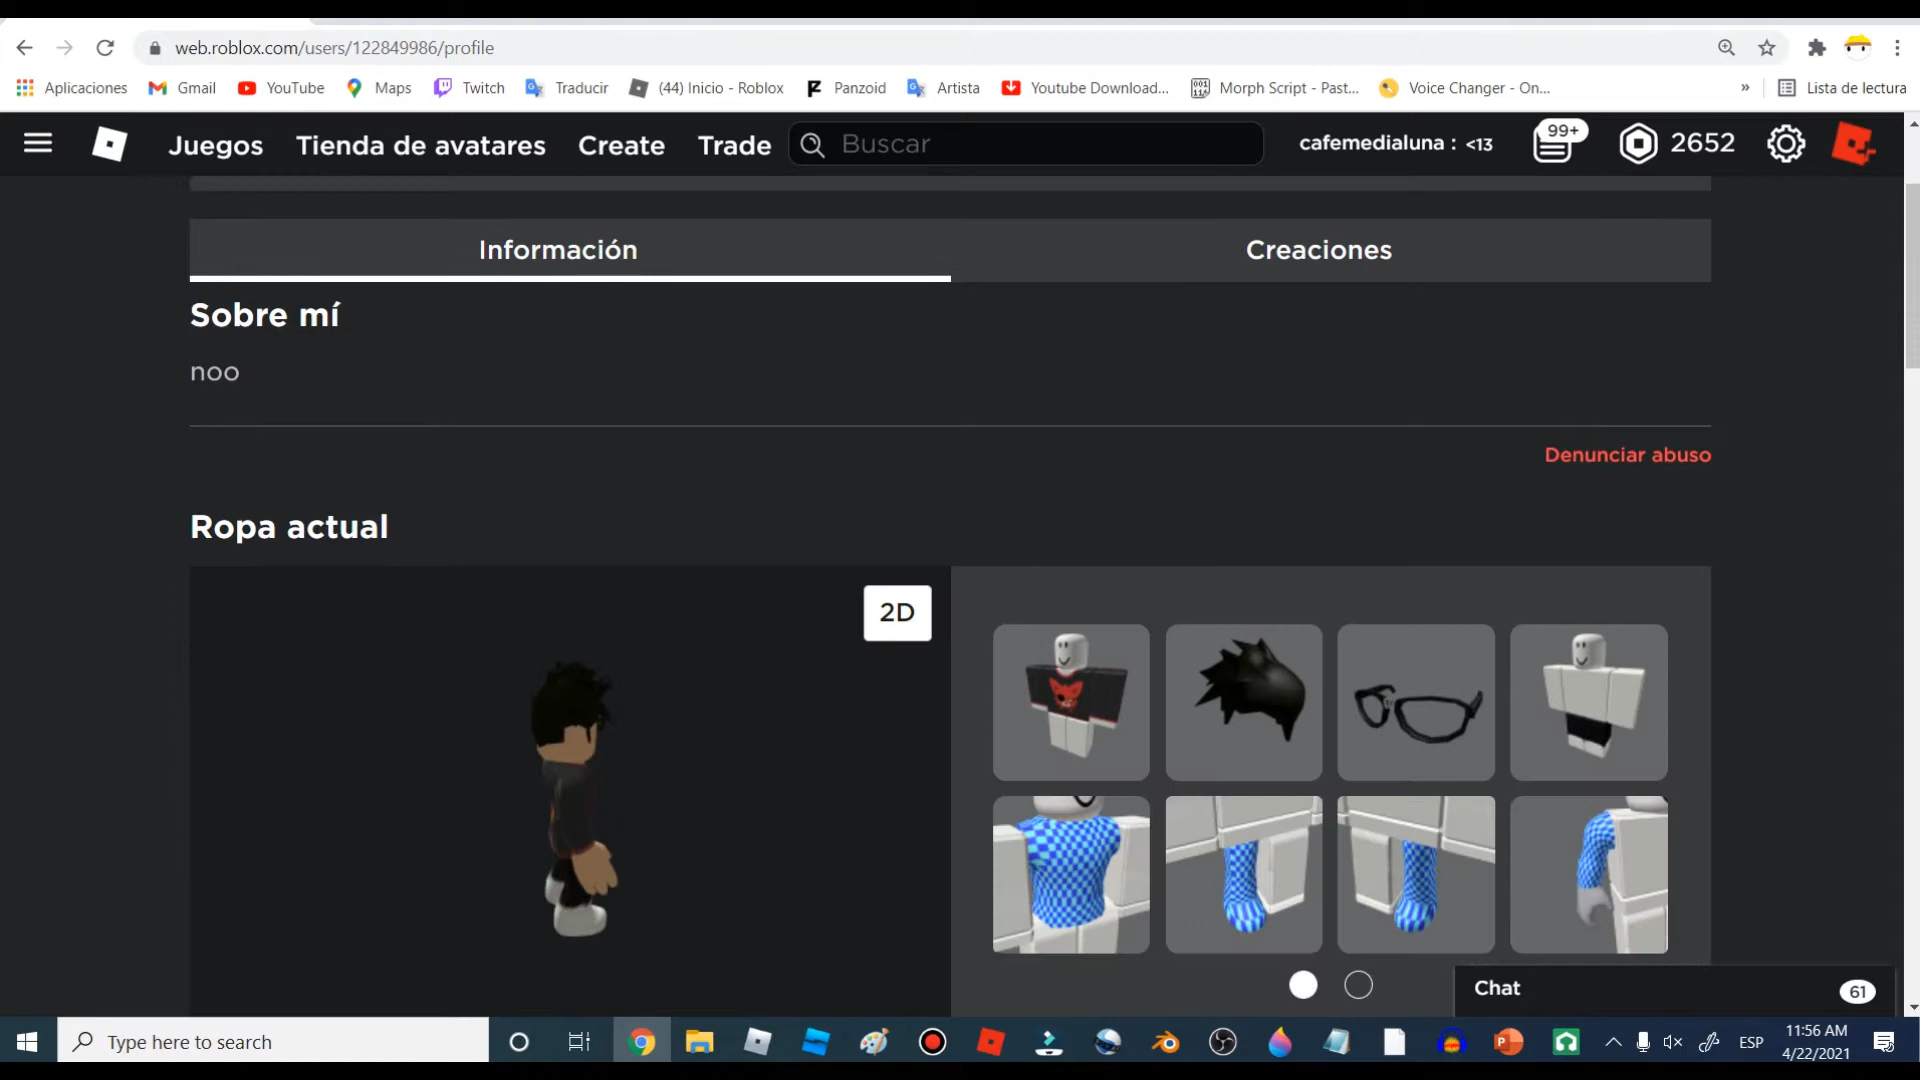 web.roblox.com/users/122849986/profile
Aplicaciones Gmail YouTube Maps Twitch Traducir (44) Inicio - Roblox Panzoid Artista Youtube Download... Morph Script - Past... Voice Changer - On... » Lista de lectura
Juegos Tienda de avatares Create Trade Buscar cafemedialuna : <13 99+ 2652
Información Creaciones
Sobre mí
noo
Denunciar abuso
Ropa actual
2D
Chat 61
Type here to search
ESP
11:56 AM
4/22/2021